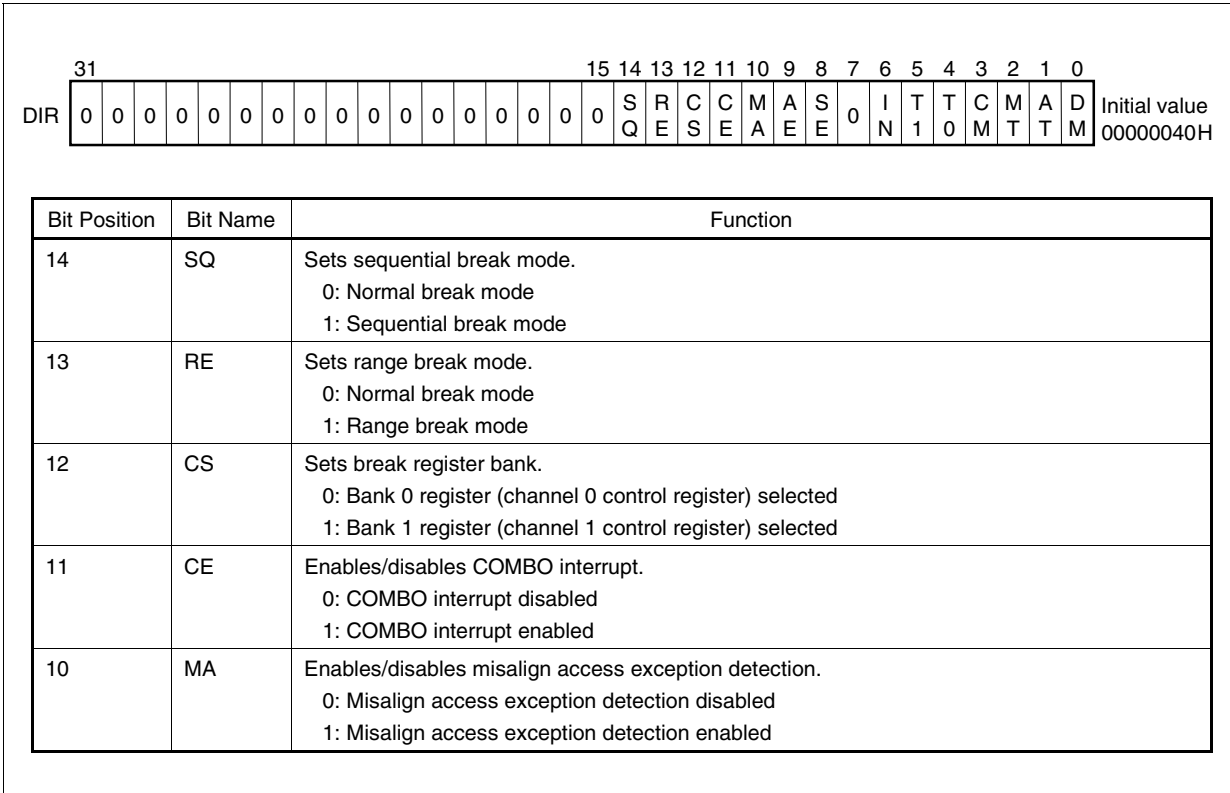 31 15 14 13 12 11 10 9 8 7 6 5 4 3 2 1 0
DIR 0 0 0 0 0 0 0 0 0 0 0 0 0 0 0 0 0 SQ RE CS CE MA AE SE 0 IN T1 T0 CM MT AT DM Initial value
00000040H
Bit Position Bit Name Function
14 SQ Sets sequential break mode.
0: Normal break mode
1: Sequential break mode
13 RE Sets range break mode.
0: Normal break mode
1: Range break mode
12 CS Sets break register bank.
0: Bank 0 register (channel 0 control register) selected
1: Bank 1 register (channel 1 control register) selected
11 CE Enables/disables COMBO interrupt.
0: COMBO interrupt disabled
1: COMBO interrupt enabled
10 MA Enables/disables misalign access exception detection.
0: Misalign access exception detection disabled
1: Misalign access exception detection enabled